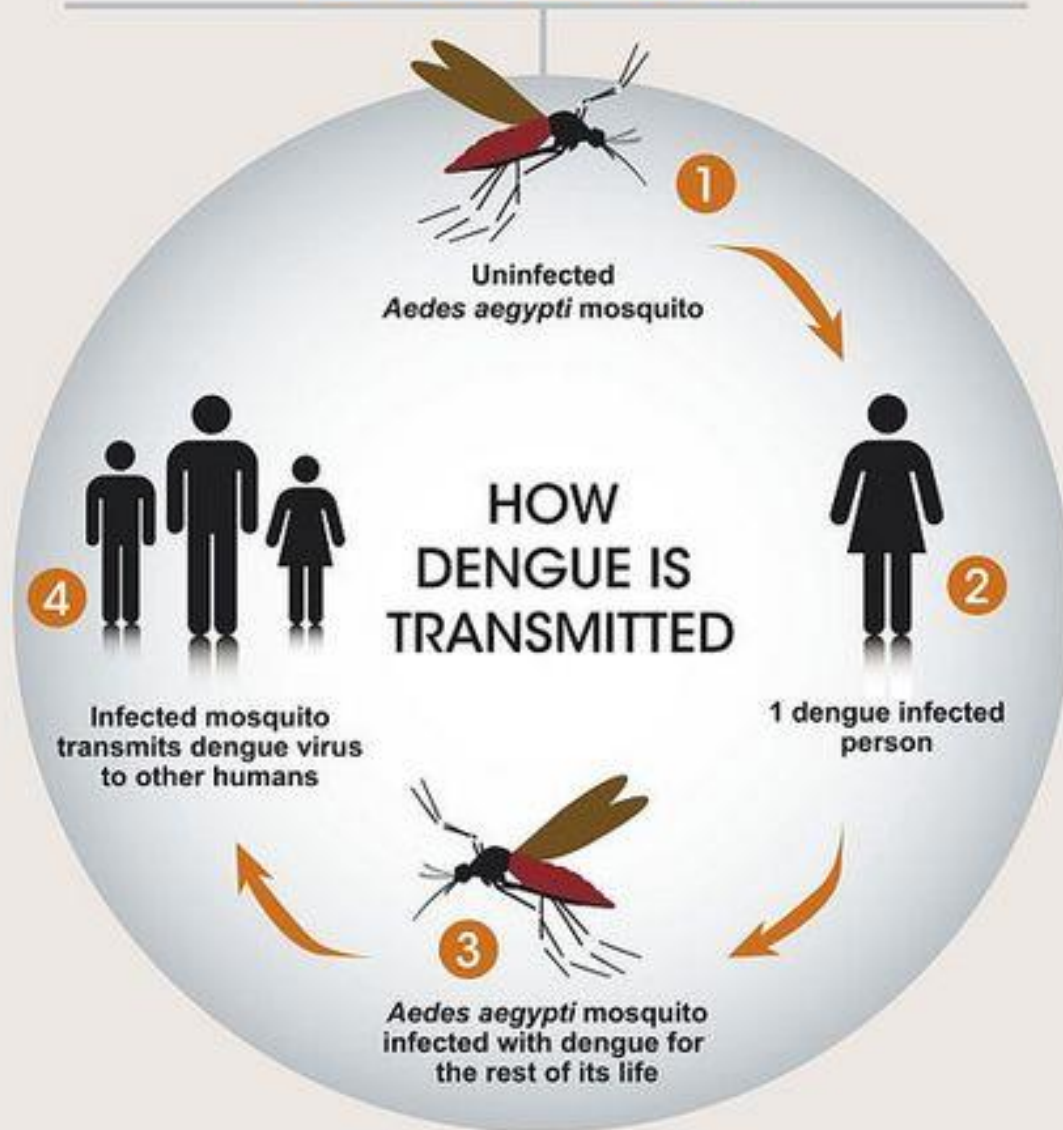 1
Uninfected
Aedes aegypti mosquito
HOW
DENGUE IS
TRANSMITTED
2
1 dengue infected
person
3
Aedes aegypti mosquito
infected with dengue for
the rest of its life
4
Infected mosquito
transmits dengue virus
to other humans